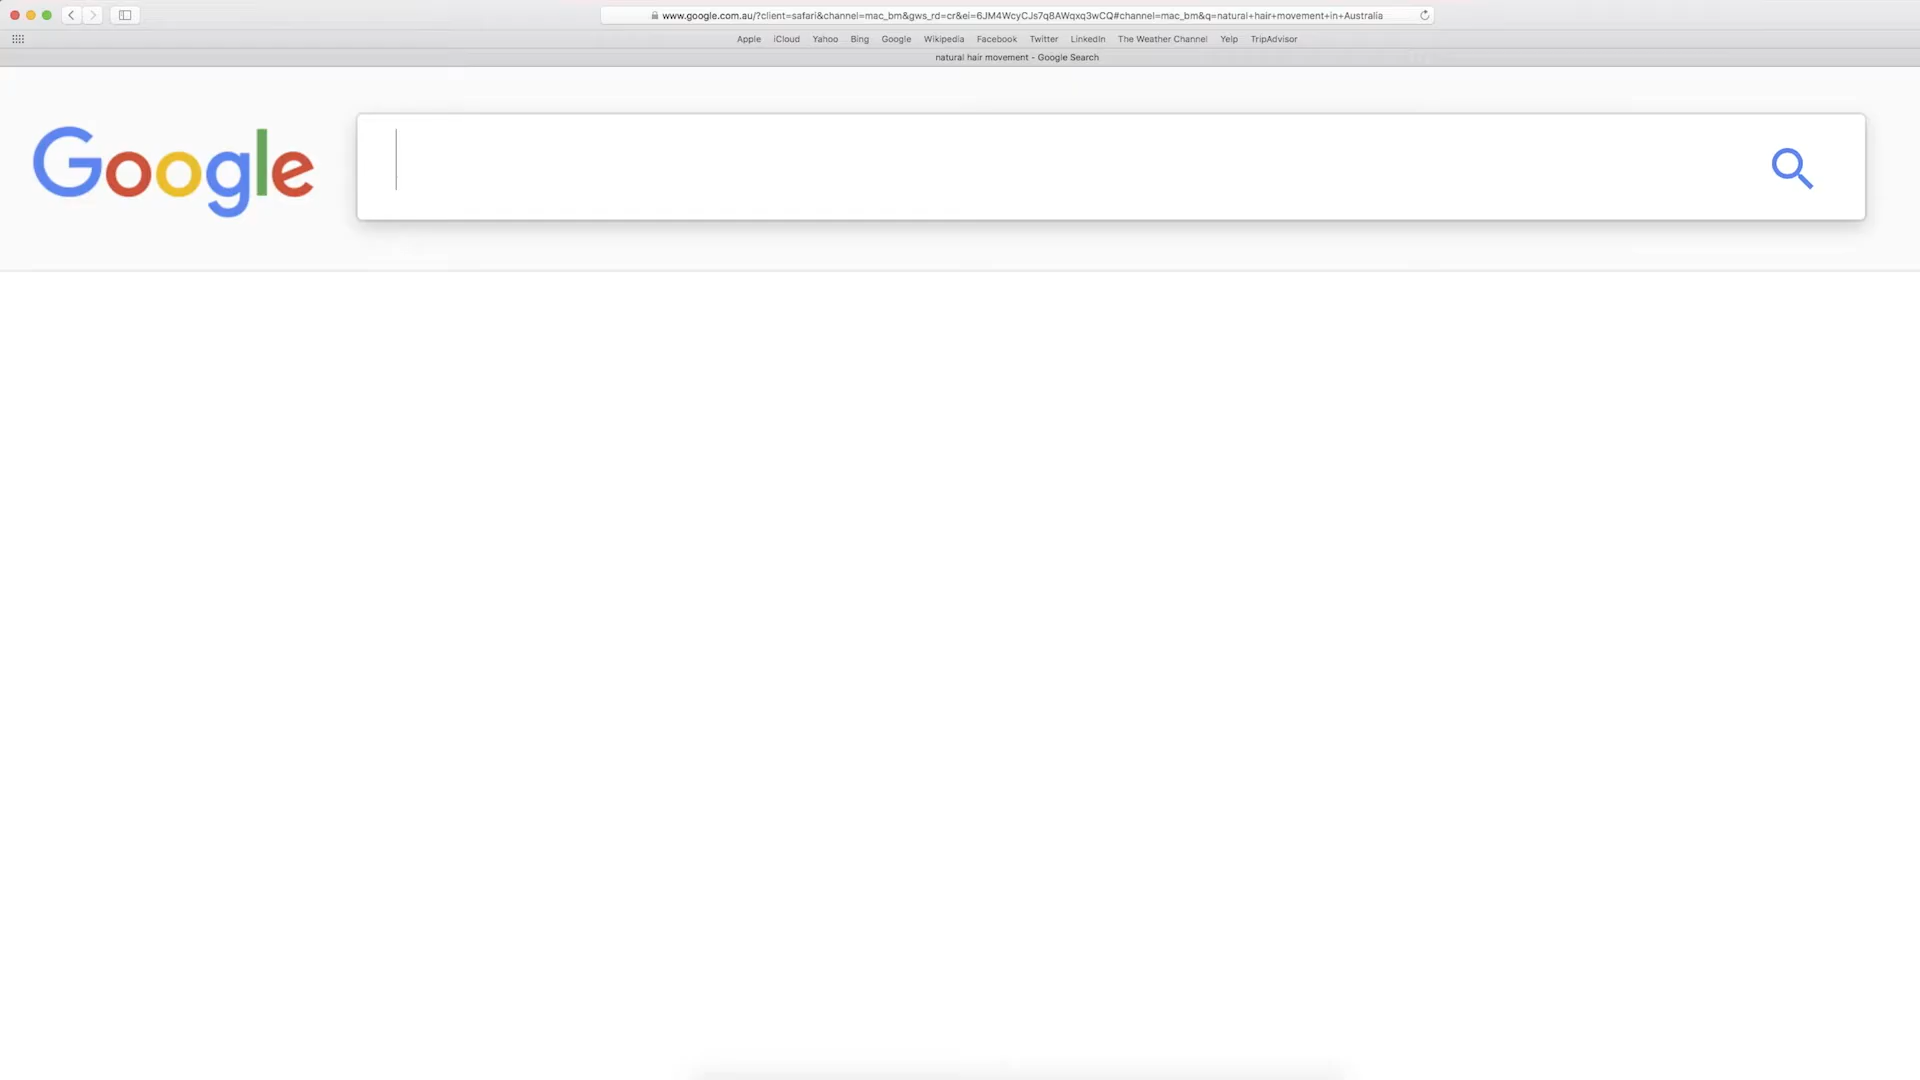 www.google.com.au/?client=safari&channel=mac_bm&gws_rd=cr&ei=6JM4WcyCJs7q8AWqxq3wCQ#channel=mac_bm&q=natural+hair+movement+in+Australia
Apple iCloud Yahoo Bing Google Wikipedia Facebook Twitter LinkedIn The Weather Channel Yelp TripAdvisor
natural hair movement - Google Search
Google